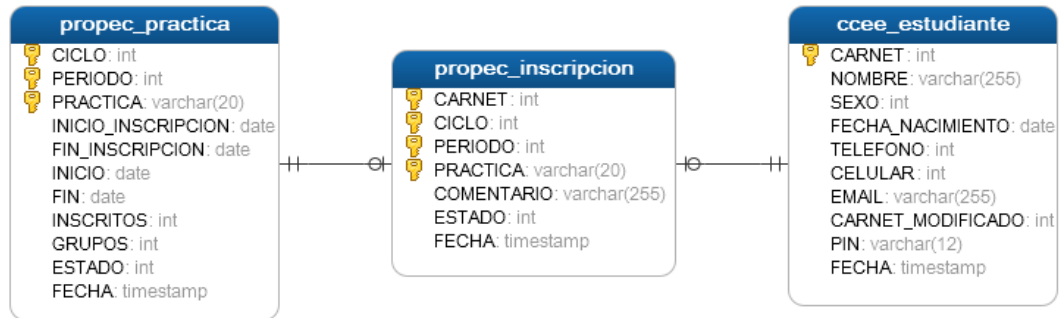 propec_practica
CICLO: int
PERIODO: int
PRACTICA: varchar(20)
INICIO_INSCRIPCION: date
FIN_INSCRIPCION: date
INICIO: date
FIN: date
INSCRITOS: int
GRUPOS: int
ESTADO: int
FECHA: timestamp
propec_inscripcion
CARNET: int
CICLO: int
PERIODO: int
PRACTICA: varchar(20)
COMENTARIO: varchar(255)
ESTADO: int
FECHA: timestamp
ccee_estudiante
CARNET: int
NOMBRE: varchar(255)
SEXO: int
FECHA_NACIMIENTO: date
TELEFONO: int
CELULAR: int
EMAIL: varchar(255)
CARNET_MODIFICADO: int
PIN: varchar(12)
FECHA: timestamp